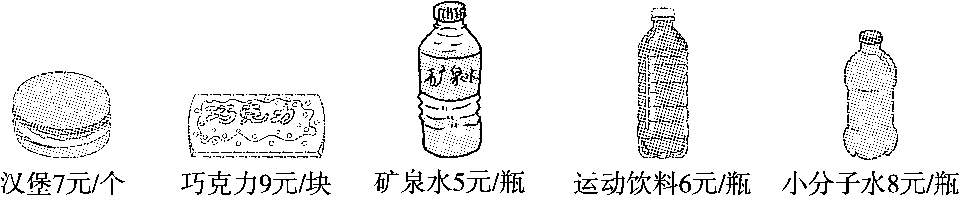 巧克力
矿泉水
汉堡7元/个
巧克力9元/块
矿泉水5元/瓶
运动饮料6元/瓶
小分子水8元/瓶